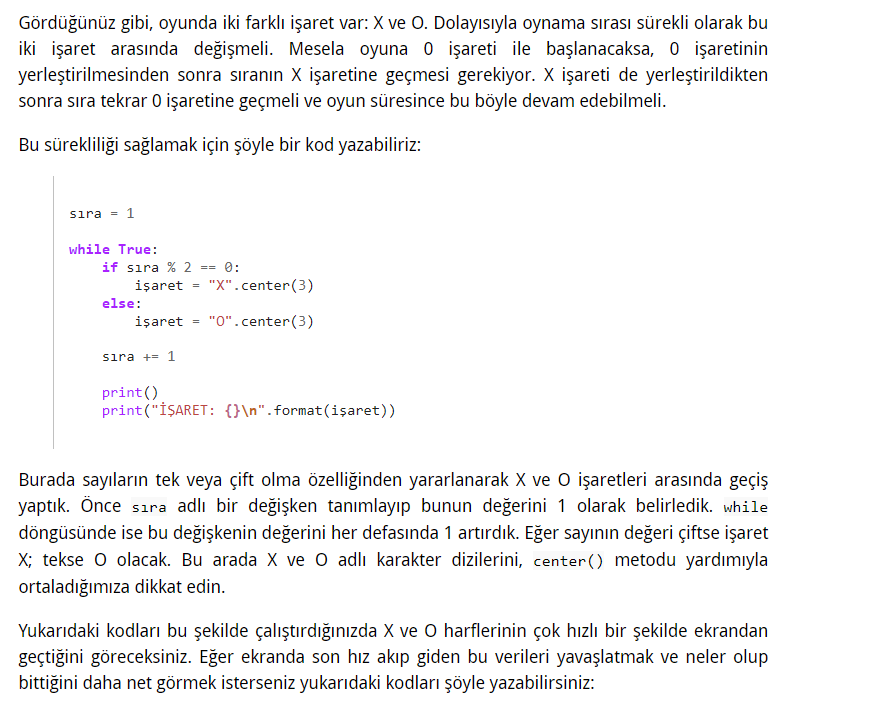 Gördüğünüz gibi, oyunda iki farklı işaret var: X ve O. Dolayısıyla oynama sırası sürekli olarak bu
iki işaret arasında değişmeli. Mesela oyuna 0 işareti ile başlanacaksa, 0 işaretinin
yerleştirilmesinden sonra sıranın X işaretine geçmesi gerekiyor. X işareti de yerleştirildikten
sonra sıra tekrar 0 işaretine geçmeli ve oyun süresince bu böyle devam edebilmeli.
Bu sürekliliği sağlamak için şöyle bir kod yazabiliriz:
sıra = 1
while True:
    if sıra % 2 == 0:
        işaret = "X".center(3)
    else:
        işaret = "O".center(3)
    sıra += 1
    print()
    print("İŞARET: {}\n".format(işaret))
Burada sayıların tek veya çift olma özelliğinden yararlanarak X ve O işaretleri arasında geçiş
yaptık. Önce sıra adlı bir değişken tanımlayıp bunun değerini 1 olarak belirledik. while
döngüsünde ise bu değişkenin değerini her defasında 1 artırdık. Eğer sayının değeri çiftse işaret
X; tekse O olacak. Bu arada X ve O adlı karakter dizilerini, center() metodu yardımıyla
ortaladığımıza dikkat edin.
Yukarıdaki kodları bu şekilde çalıştırdığınızda X ve O harflerinin çok hızlı bir şekilde ekrandan
geçtiğini göreceksiniz. Eğer ekranda son hız akıp giden bu verileri yavaşlatmak ve neler olup
bittiğini daha net görmek isterseniz yukarıdaki kodları şöyle yazabilirsiniz: